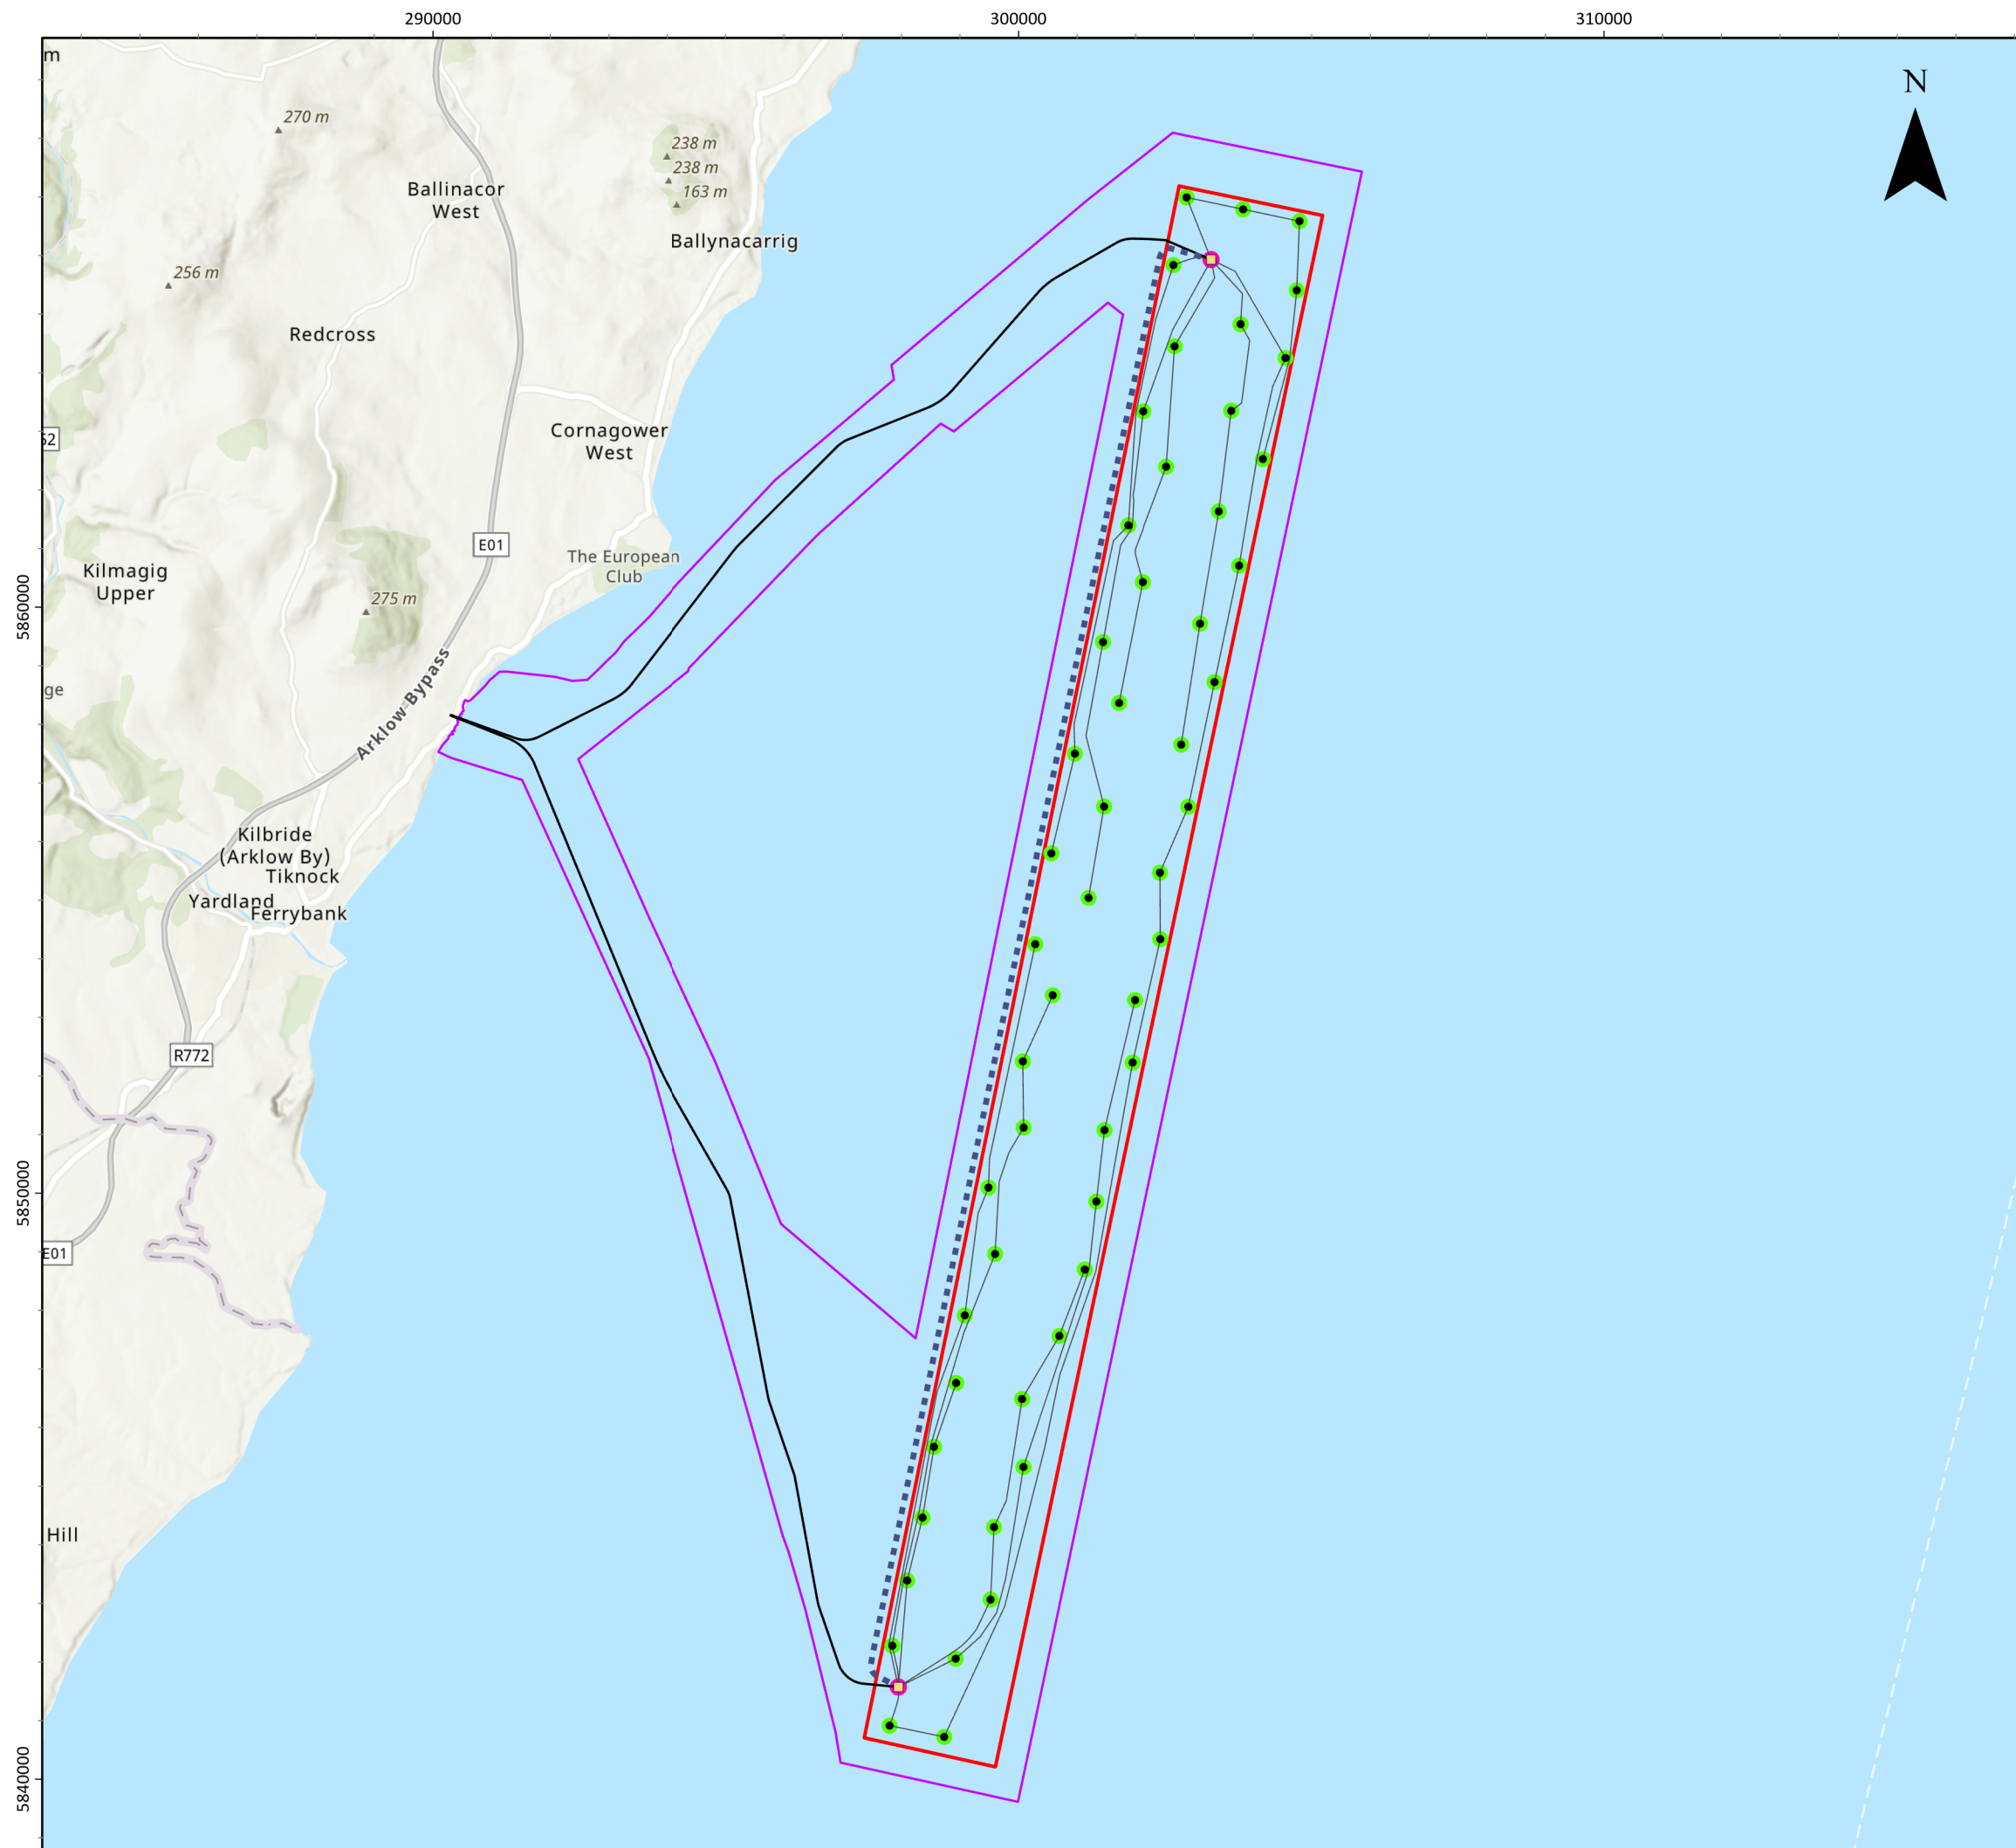 290000
300000
310000
m
N
270 m
238 m
238 m
163 m
Ballinacor
West
Ballynacarrig
256 m
Redcross
52
Cornagower
West
E01
The European
Club
Kilmagig
Upper
275 m
5860000
Arklow Bypass
ge
Kilbride
(Arklow By)
Tiknock
Yardland
Ferrybank
R772
5850000
E01
Hill
5840000